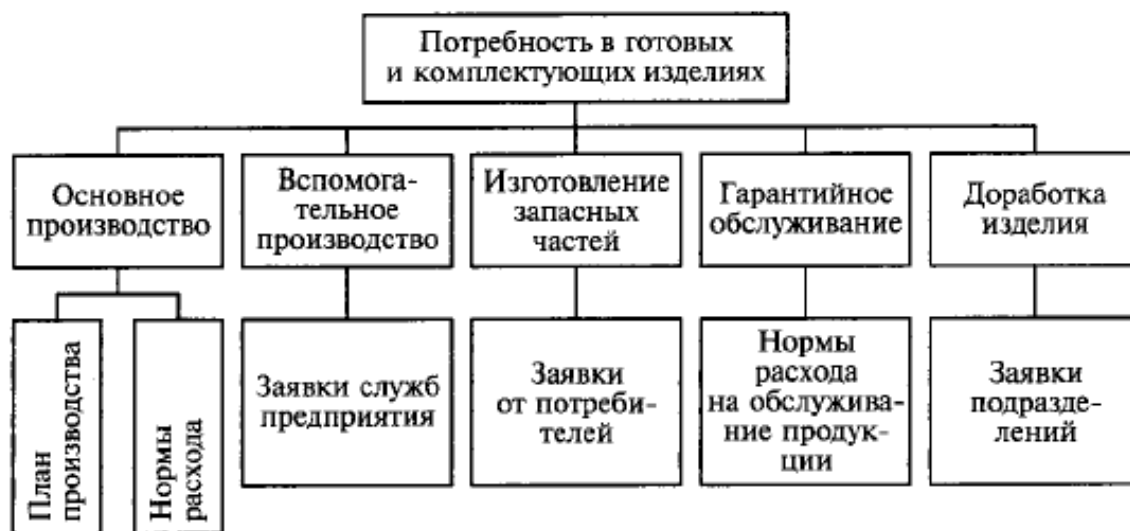 Потребность в готовых
и комплектующих изделиях
Основное
производство
Вспомога-
тельное
производство
Изготовление
запасных
частей
Гарантийное
обслуживание
Доработка
изделия
План
производства
Нормы
расхода
Заявки служб
предприятия
Заявки
от потреби-
телей
Нормы
расхода
на обслужива-
ние продук-
ции
Заявки
подразде-
лений